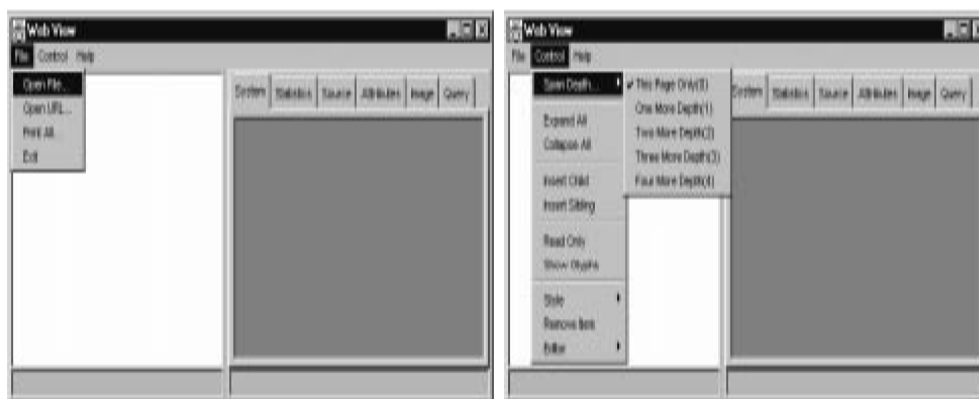 Web View
File Control Help
Open File...
Open URL...
Print All...
Exit
System Statistics Source Attributes Image Query
Web View
File Control Help
Span Depth...
This Page Only(0)
One More Depth(1)
Two More Depth(2)
Three More Depth(3)
Four More Depth(4)
Expand All
Collapse All
Insert Child
Insert Sibling
Read Only
Show Glyphs
Style
Remove Item
Editor
System Statistics Source Attributes Image Query